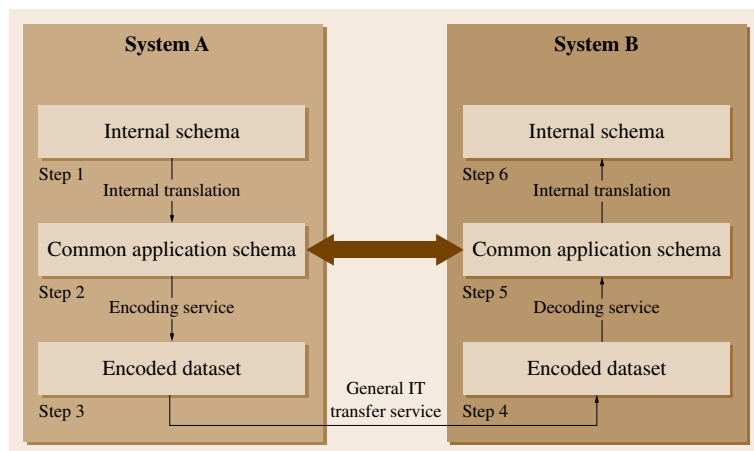 System A
Internal schema
Step 1
Internal translation
Common application schema
Step 2
Encoding service
Encoded dataset
Step 3
General IT
transfer service
System B
Internal schema
Step 6
Internal translation
Common application schema
Step 5
Decoding service
Encoded dataset
Step 4